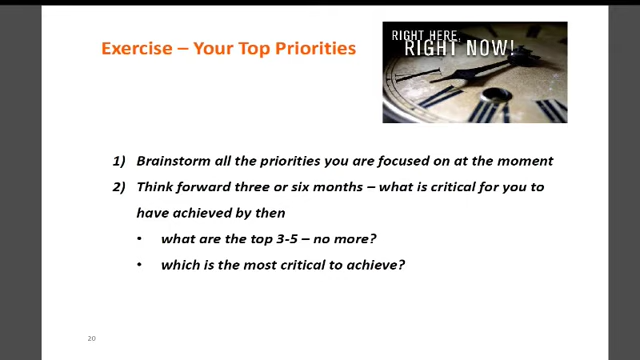 Exercise – Your Top Priorities
RIGHT HERE,
RIGHT NOW!
1) Brainstorm all the priorities you are focused on at the moment
2) Think forward three or six months – what is critical for you to
have achieved by then
• what are the top 3-5 – no more?
• which is the most critical to achieve?
20